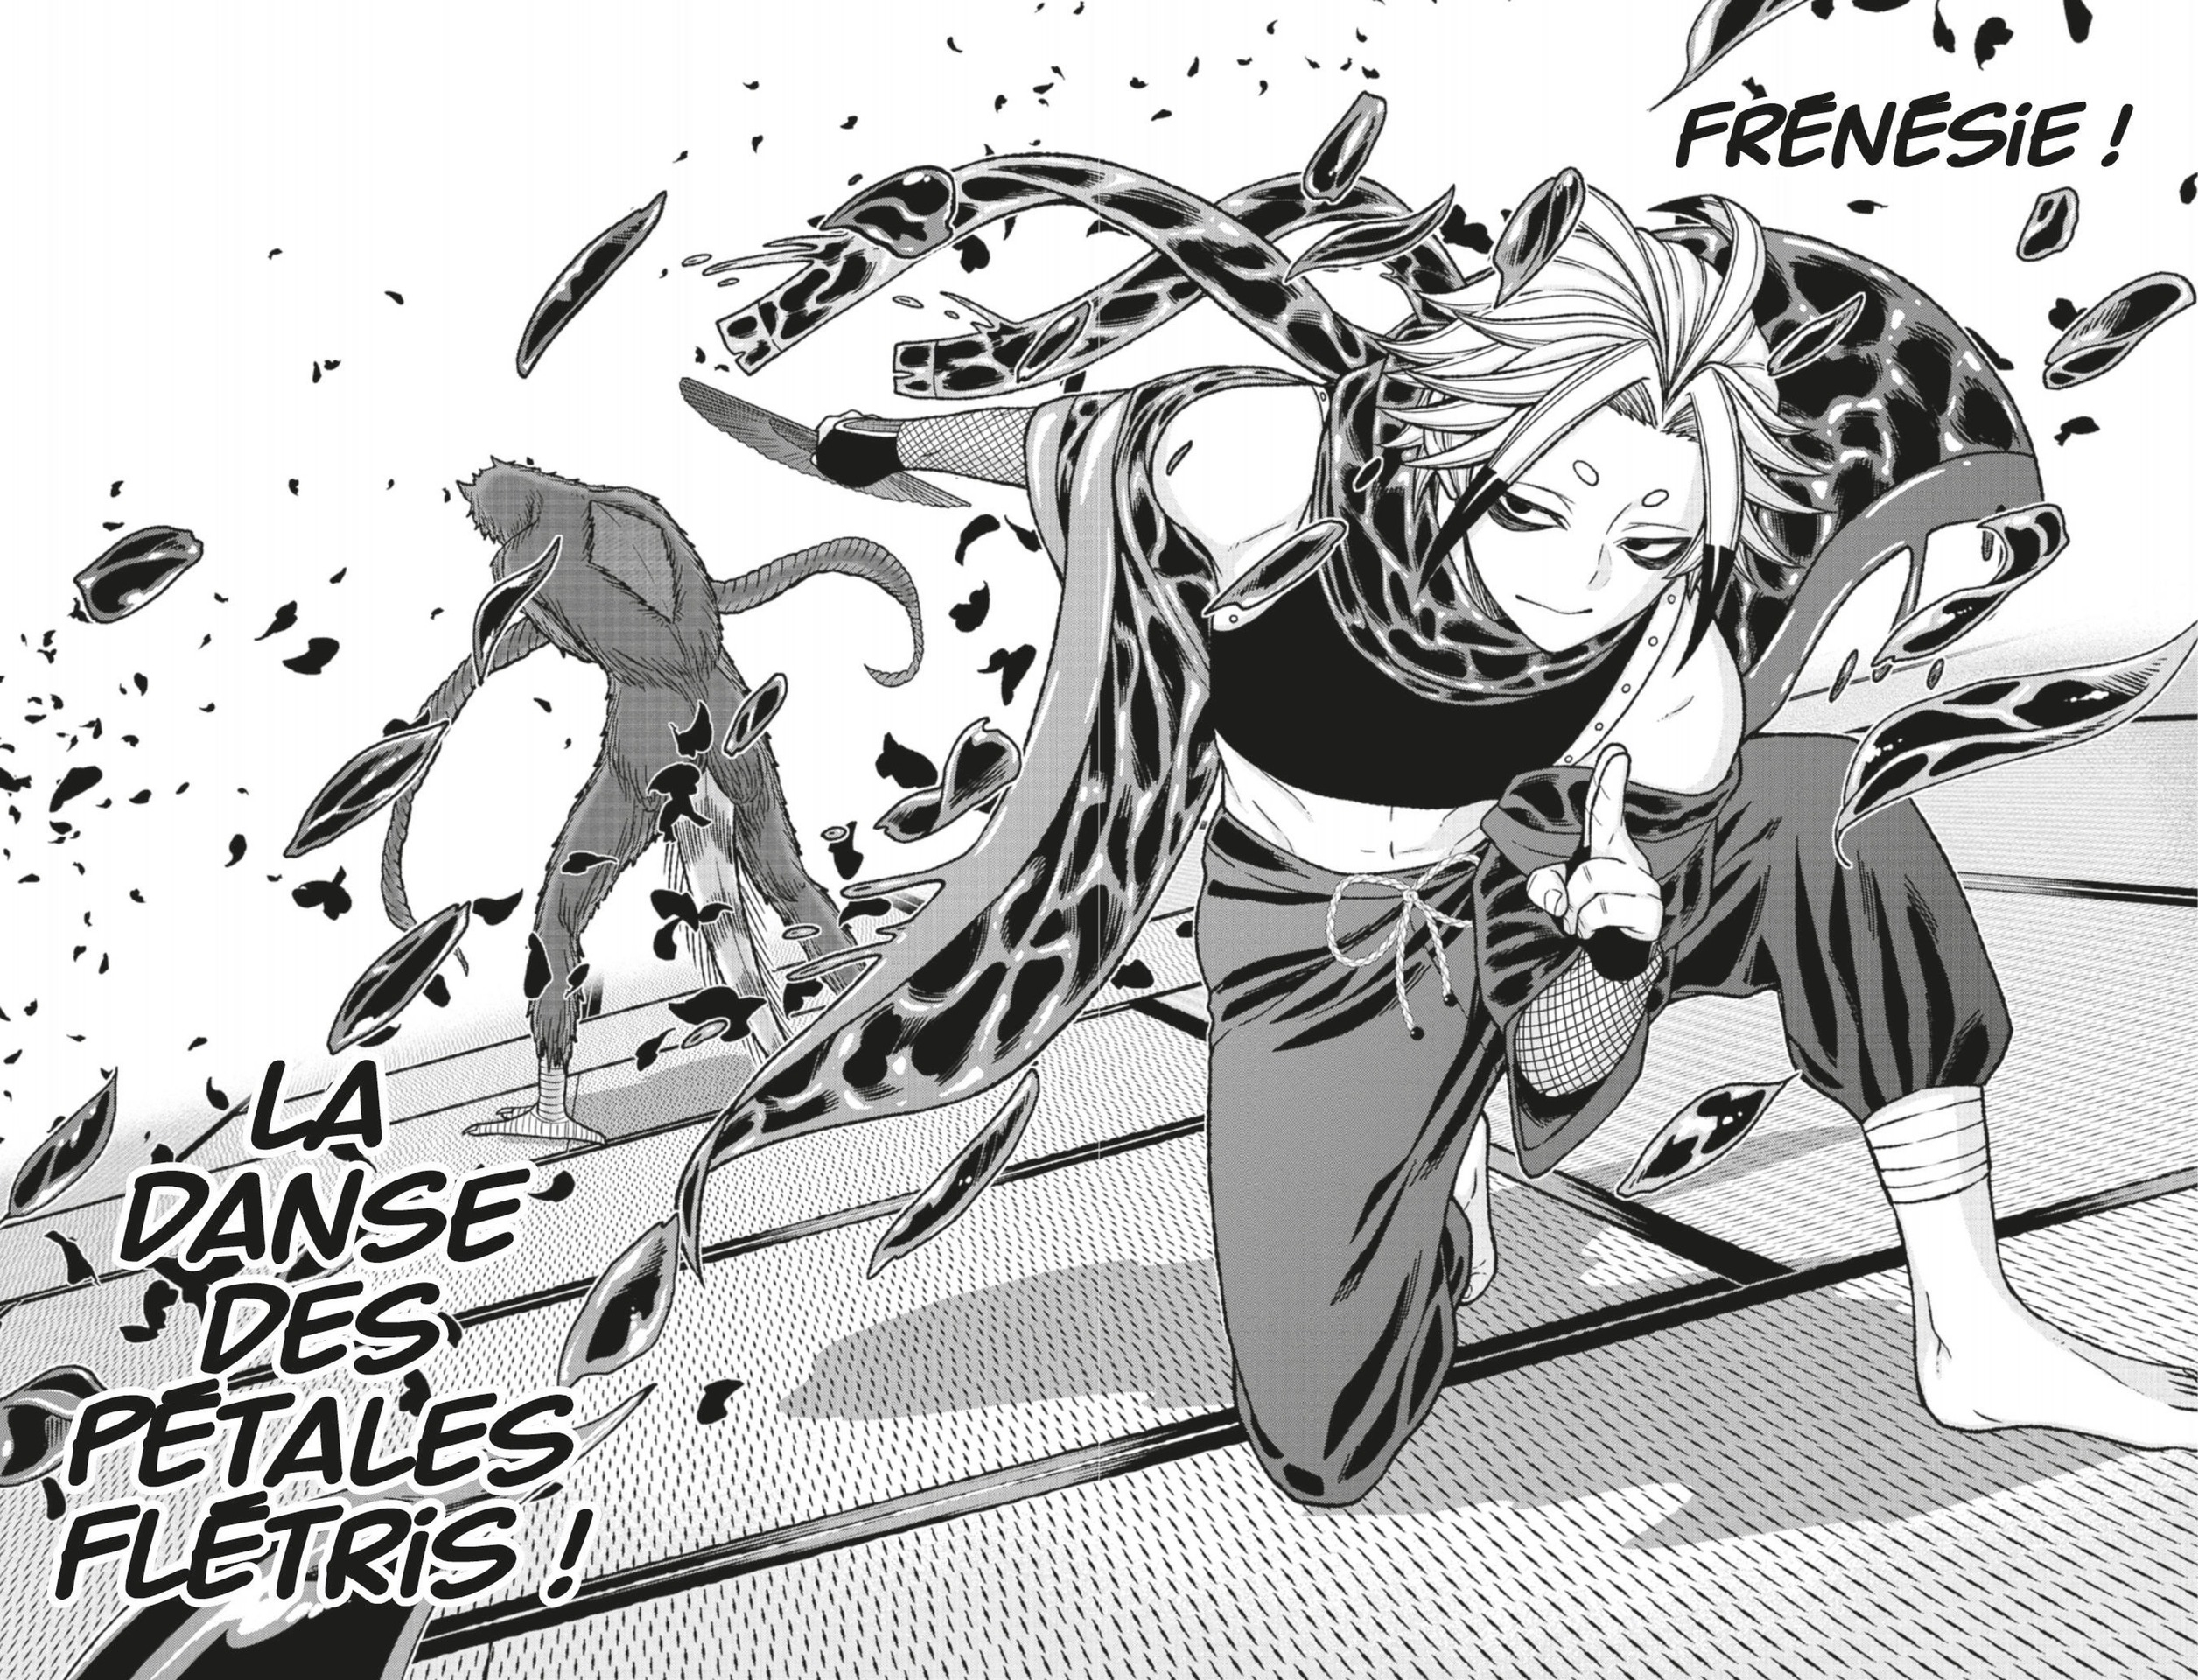 FRÉNÉSIE !
LA
DANSE
DES
PÉTALES
FLÉTRIS !